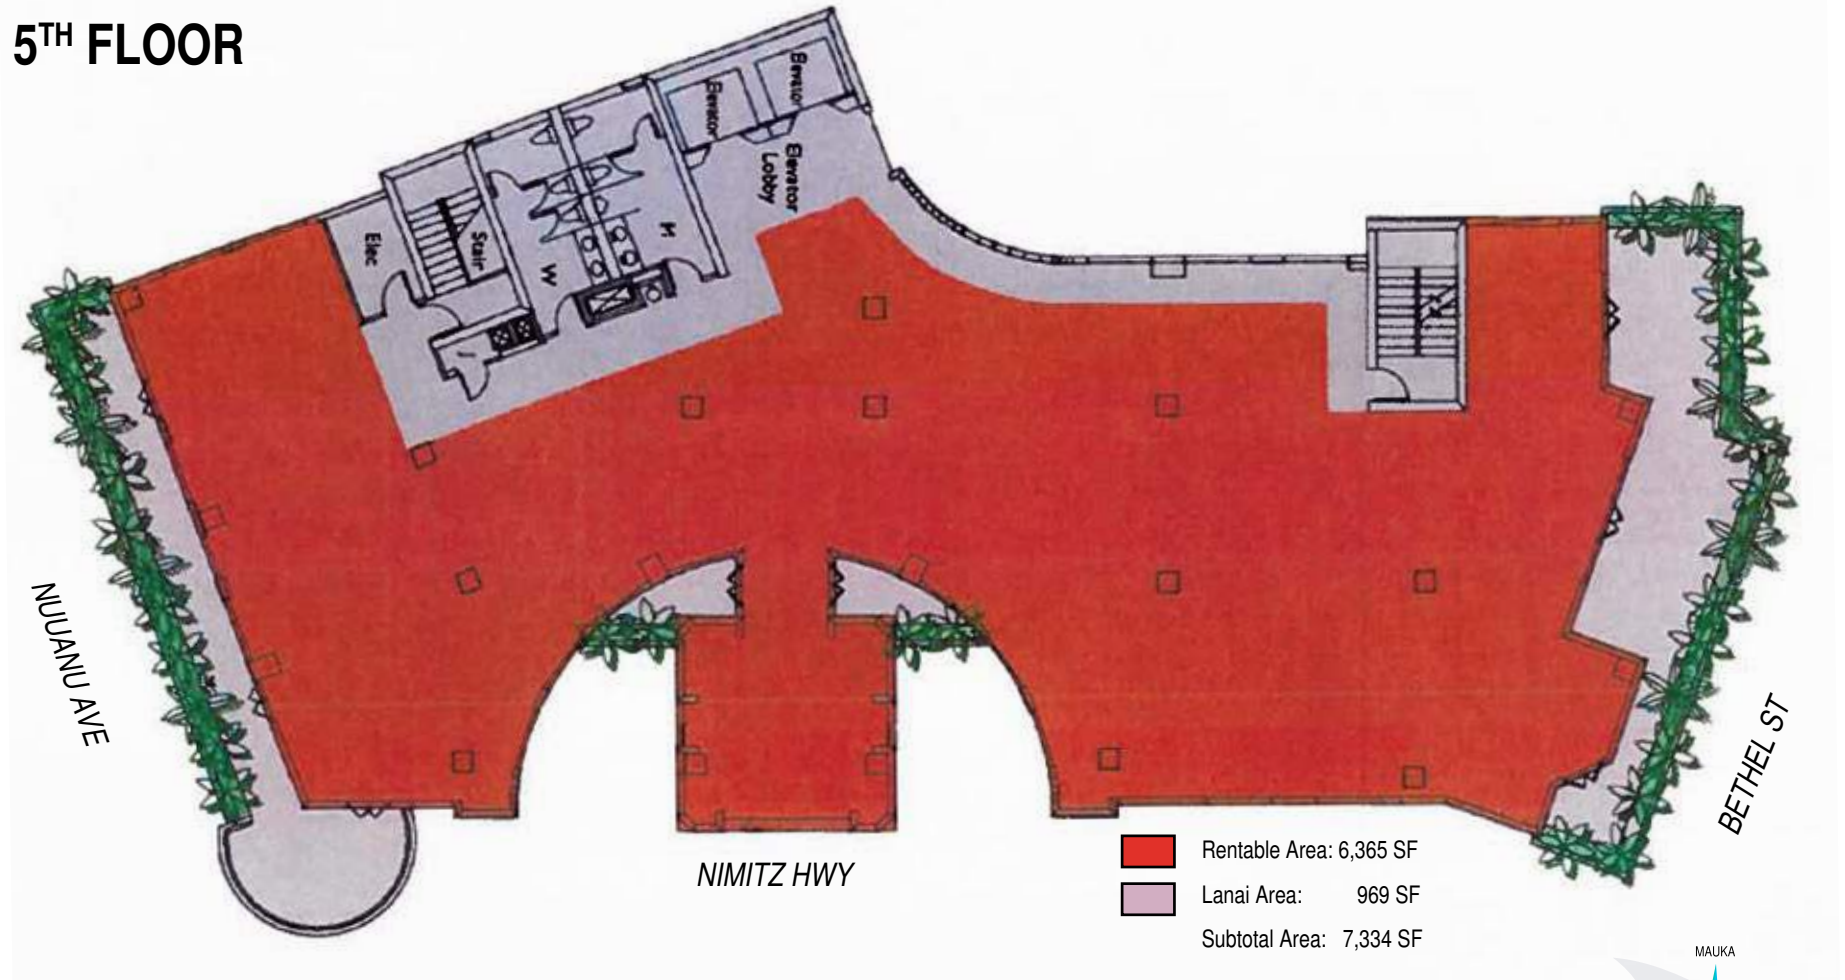 5TH FLOOR
Elevator
Elevator
Elevator
Lobby
Elec
Stair
W
M
J
NUUANU AVE
BETHEL ST
NIMITZ HWY
Rentable Area: 6,365 SF
Lanai Area: 969 SF
Subtotal Area: 7,334 SF
MAUKA